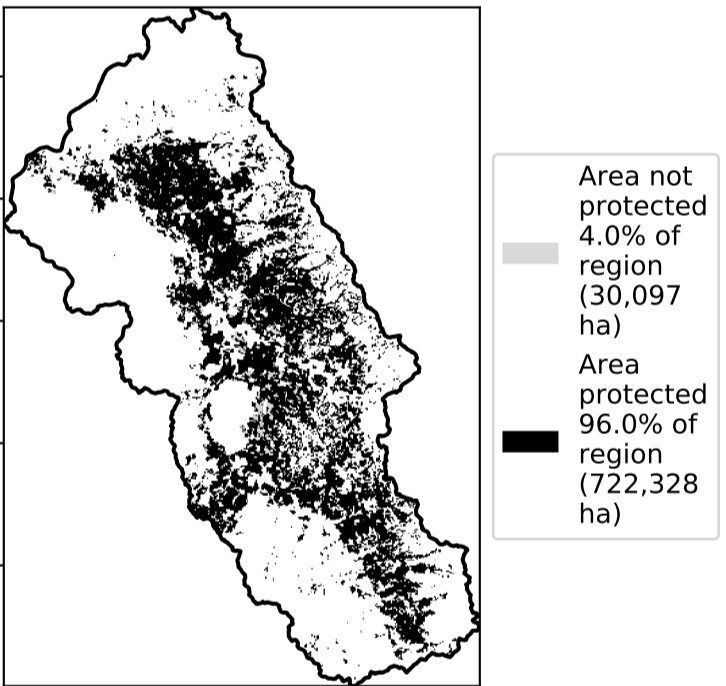 Area not
protected
4.0% of
region
(30,097
ha)
Area
protected
96.0% of
region
(722,328
ha)